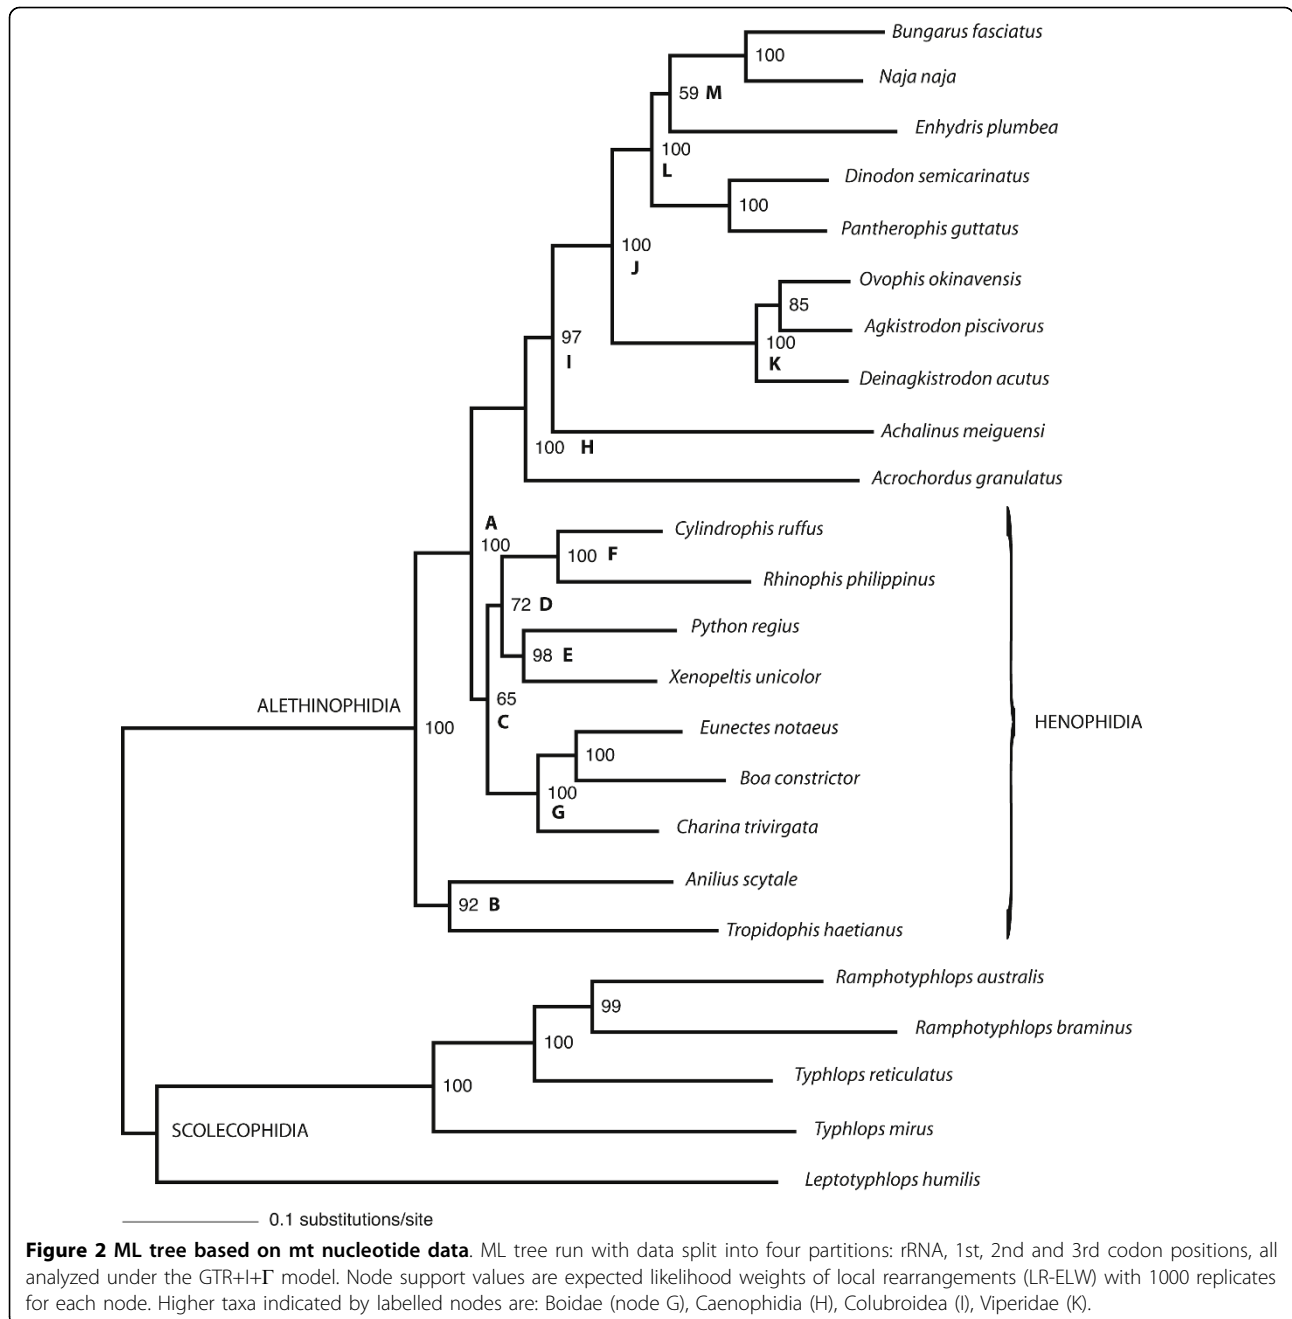 Bungarus fasciatus
100
Naja naja
59 M
Enhydris plumbea
100
L
Dinodon semicarinatus
100
Pantherophis guttatus
100
J
Ovophis okinavensis
85
Agkistrodon piscivorus
97
100
I
K
Deinagkistrodon acutus
Achalinus meiguensi
100 H
Acrochordus granulatus
A
Cylindrophis ruffus
100
100 F
Rhinophis philippinus
72 D
Python regius
98 E
Xenopeltis unicolor
65
ALETHINOPHIDIA
C
HENOPHIDIA
100
Eunectes notaeus
100
Boa constrictor
100
G
Charina trivirgata
Anilius scytale
92 B
Tropidophis haetianus
Ramphotyphlops australis
99
Ramphotyphlops braminus
100
Typhlops reticulatus
100
SCOLECOPHIDIA
Typhlops mirus
Leptotyphlops humilis
0.1 substitutions/site
Figure 2 ML tree based on mt nucleotide data. ML tree run with data split into four partitions: rRNA, 1st, 2nd and 3rd codon positions, all
analyzed under the GTR+I+Γ model. Node support values are expected likelihood weights of local rearrangements (LR-ELW) with 1000 replicates
for each node. Higher taxa indicated by labelled nodes are: Boidae (node G), Caenophidia (H), Colubroidea (I), Viperidae (K).